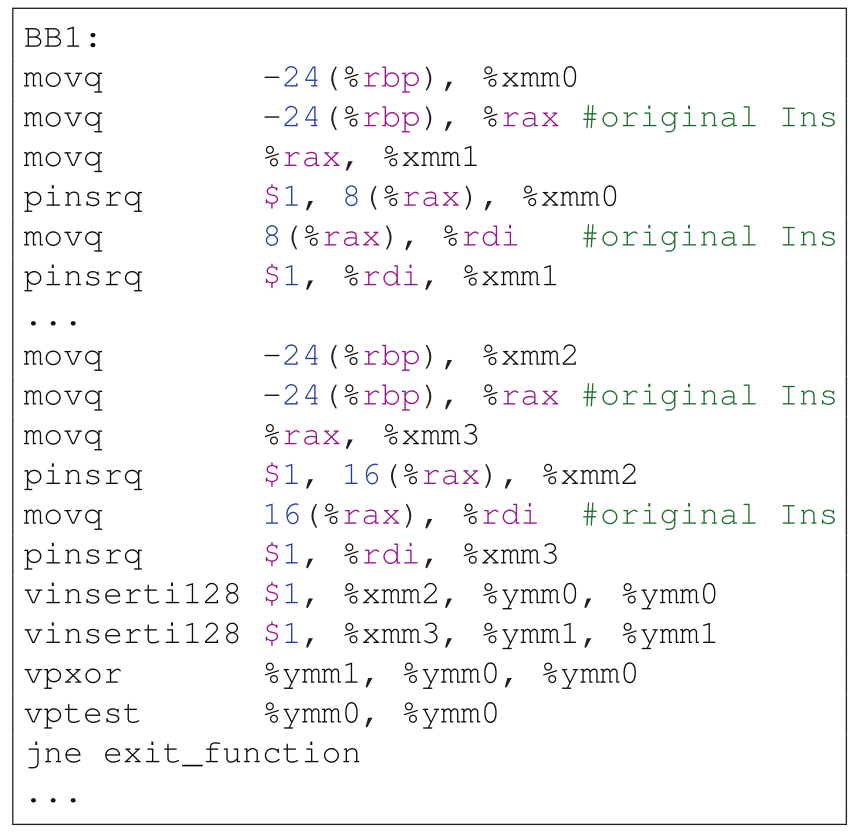 BB1:
movq -24(%rbp), %xmm0
movq -24(%rbp), %rax #original Ins
movq %rax, %xmm1
pinsrq $1, 8(%rax), %xmm0
movq 8(%rax), %rdi #original Ins
pinsrq $1, %rdi, %xmm1
...
movq -24(%rbp), %xmm2
movq -24(%rbp), %rax #original Ins
movq %rax, %xmm3
pinsrq $1, 16(%rax), %xmm2
movq 16(%rax), %rdi #original Ins
pinsrq $1, %rdi, %xmm3
vinserti128 $1, %xmm2, %ymm0, %ymm0
vinserti128 $1, %xmm3, %ymm1, %ymm1
vpxor %ymm1, %ymm0, %ymm0
vptest %ymm0, %ymm0
jne exit_function
...